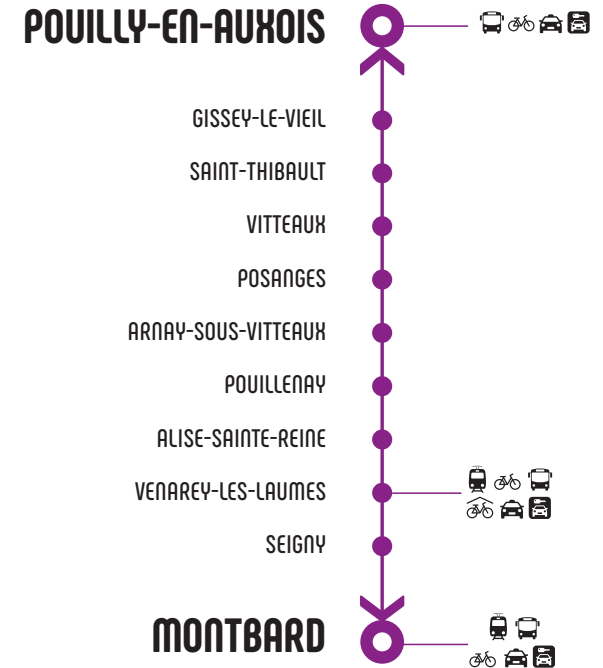 POUILLY-EN-AUXOIS
GISSEY-LE-VIEIL
SAINT-THIBAULT
VITTEAUX
POSANGES
ARNAY-SOUS-VITTEAUX
POUILLENAY
ALISE-SAINTE-REINE
VENAREY-LES-LAUMES
SEIGNY
MONTBARD